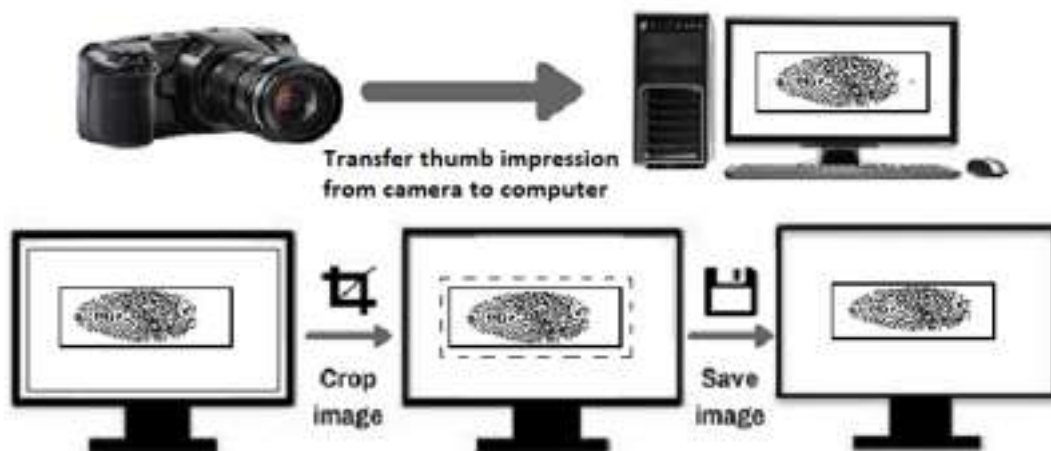 Transfer thumb impression
from camera to computer
Crop
image
Save
image